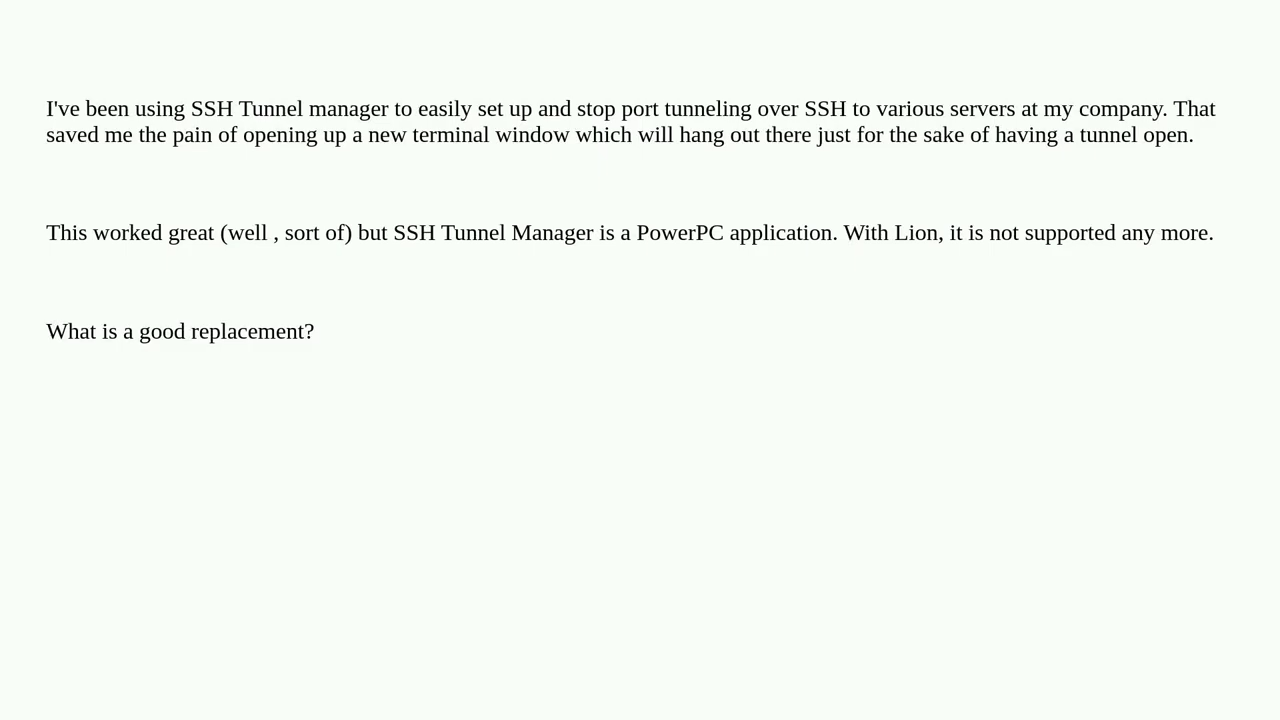 I've been using SSH Tunnel manager to easily set up and stop port tunneling over SSH to various servers at my company. That
saved me the pain of opening up a new terminal window which will hang out there just for the sake of having a tunnel open.
This worked great (well , sort of) but SSH Tunnel Manager is a PowerPC application. With Lion, it is not supported any more.
What is a good replacement?